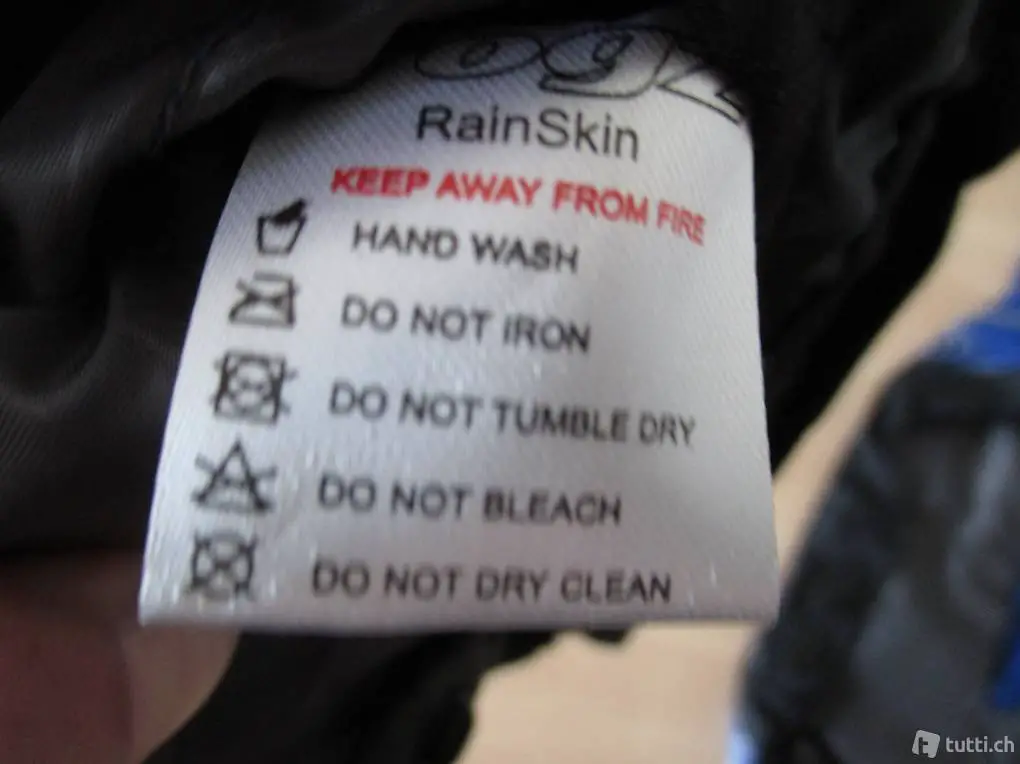 RainSkin
KEEP AWAY FROM FIRE
HAND WASH
DO NOT IRON
DO NOT TUMBLE DRY
DO NOT BLEACH
DO NOT DRY CLEAN
tutti.ch